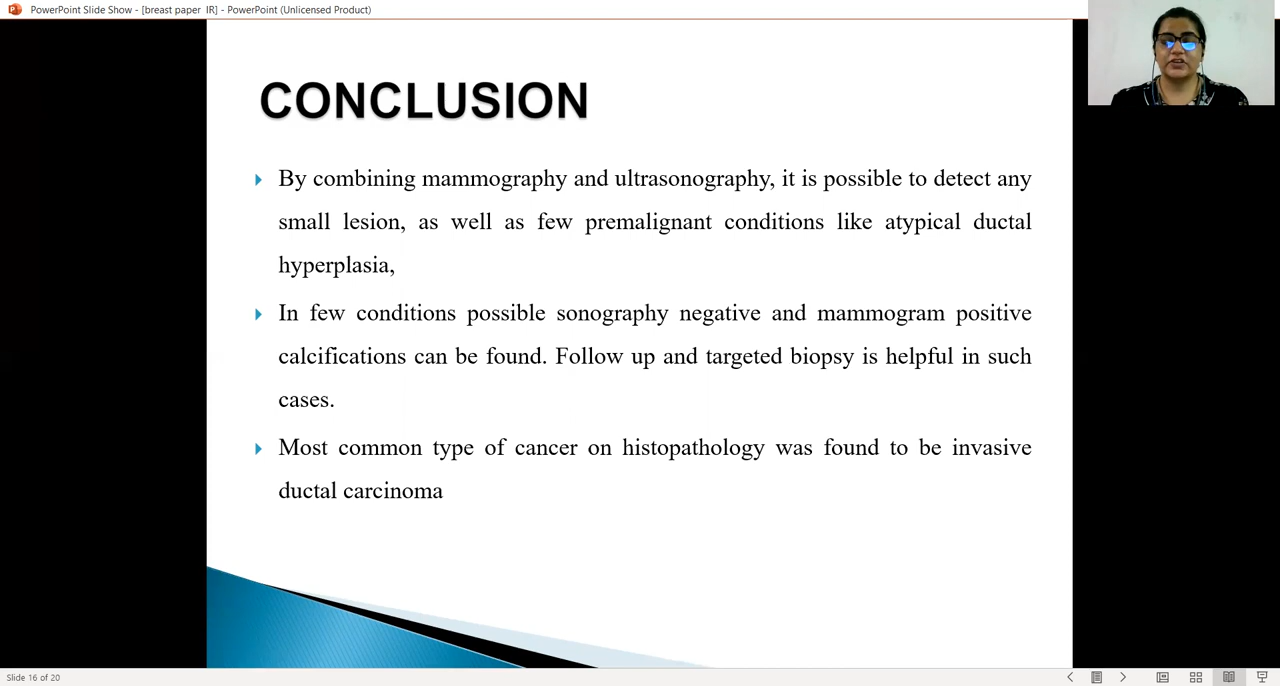 PowerPoint Slide Show - [breast paper  IR] - PowerPoint (Unlicensed Product)
CONCLUSION
By combining mammography and ultrasonography, it is possible to detect any
small lesion, as well as few premalignant conditions like atypical ductal
hyperplasia,
In few conditions possible sonography negative and mammogram positive
calcifications can be found. Follow up and targeted biopsy is helpful in such
cases.
Most common type of cancer on histopathology was found to be invasive
ductal carcinoma
Slide 16 of 20